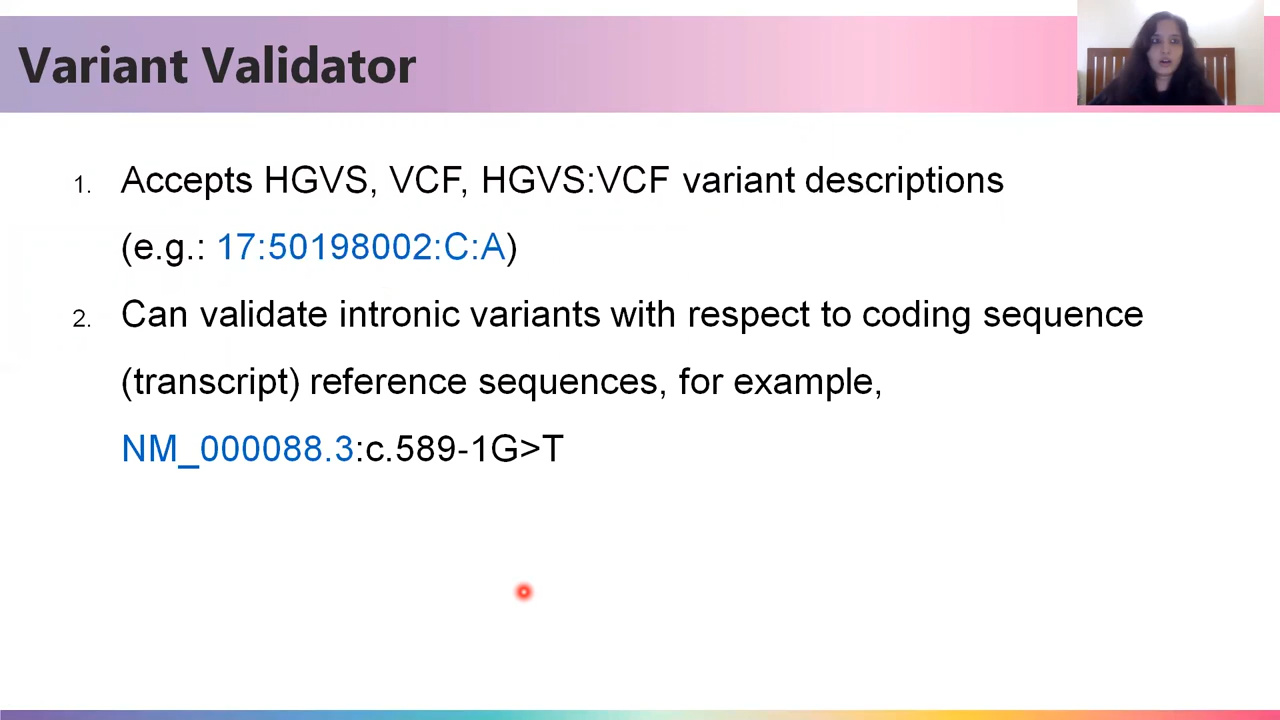 Variant Validator
1. Accepts HGVS, VCF, HGVS:VCF variant descriptions
(e.g.: 17:50198002:C:A)
2. Can validate intronic variants with respect to coding sequence
(transcript) reference sequences, for example,
NM_000088.3:c.589-1G>T